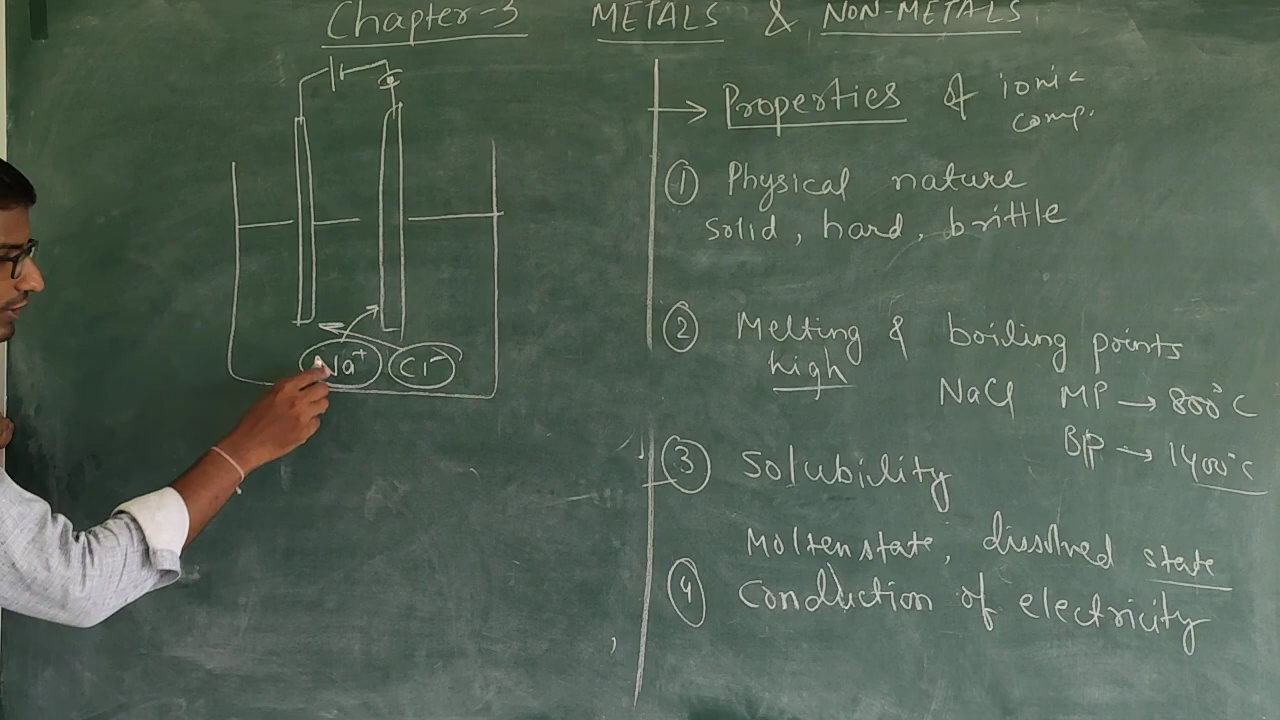 Chapter-3 METALS & NON-METALS
Na+ Cl-
Properties of ionic
comp.
① Physical nature
solid, hard, brittle
② Melting & boiling points
high
NaCl MP → 800°C
BP → 1400°C
③ Solubility
Molten state, dissolved state
④ Conduction of electricity